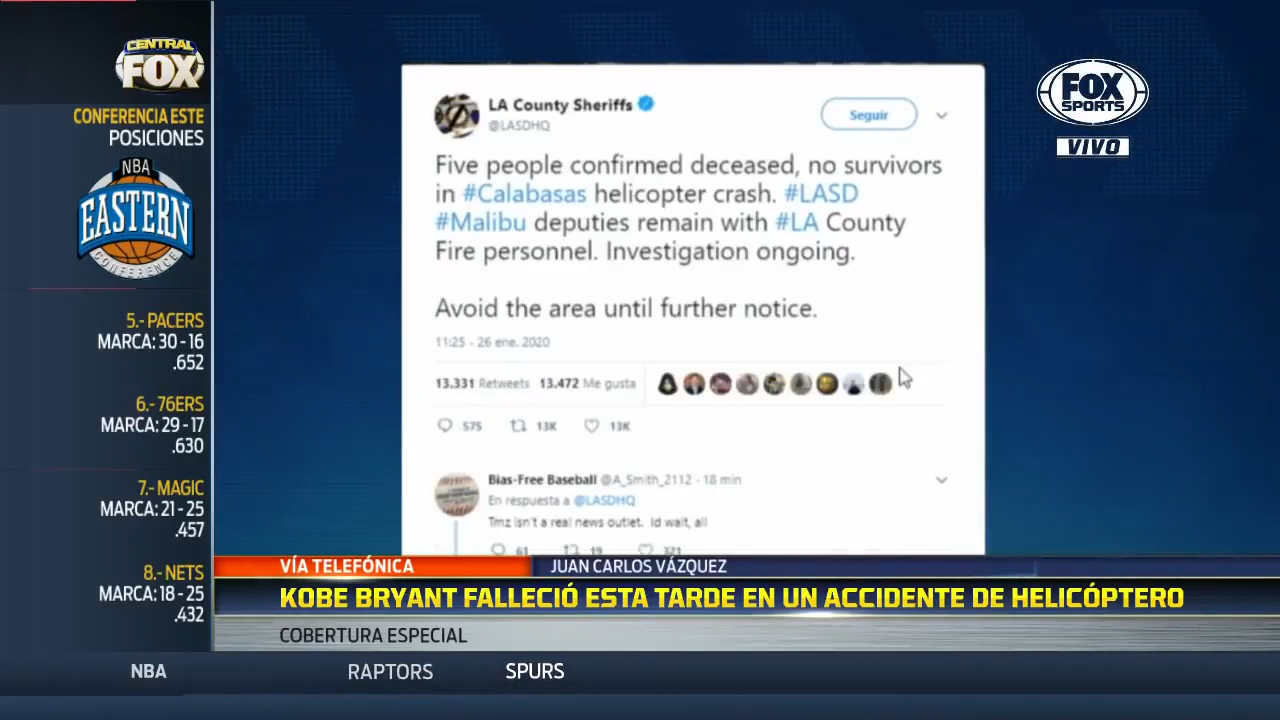 CENTRAL
FOX
CONFERENCIA ESTE
POSICIONES
NBA
EASTERN
CONFERENCE
5.- PACERS
MARCA: 30 - 16
.652
6.- 76ERS
MARCA: 29 - 17
.630
7.- MAGIC
MARCA: 21 - 25
.457
8.- NETS
MARCA: 18 - 25
.432
LA County Sheriffs
@LASDHQ
Seguir
Five people confirmed deceased, no survivors
in #Calabasas helicopter crash. #LASD
#Malibu deputies remain with #LA County
Fire personnel. Investigation ongoing.
Avoid the area until further notice.
11:25 - 26 ene. 2020
13.331 Retweets 13.472 Me gusta
575 13K 13K
Bias-Free Baseball @A_Smith_2112 · 18 min
En respuesta a @LASDHQ
Tmz isn't a real news outlet. Id wait, all
61 19 321
FOX
SPORTS
VIVO
VÍA TELEFÓNICA JUAN CARLOS VÁZQUEZ
KOBE BRYANT FALLECIÓ ESTA TARDE EN UN ACCIDENTE DE HELICÓPTERO
COBERTURA ESPECIAL
NBA RAPTORS SPURS